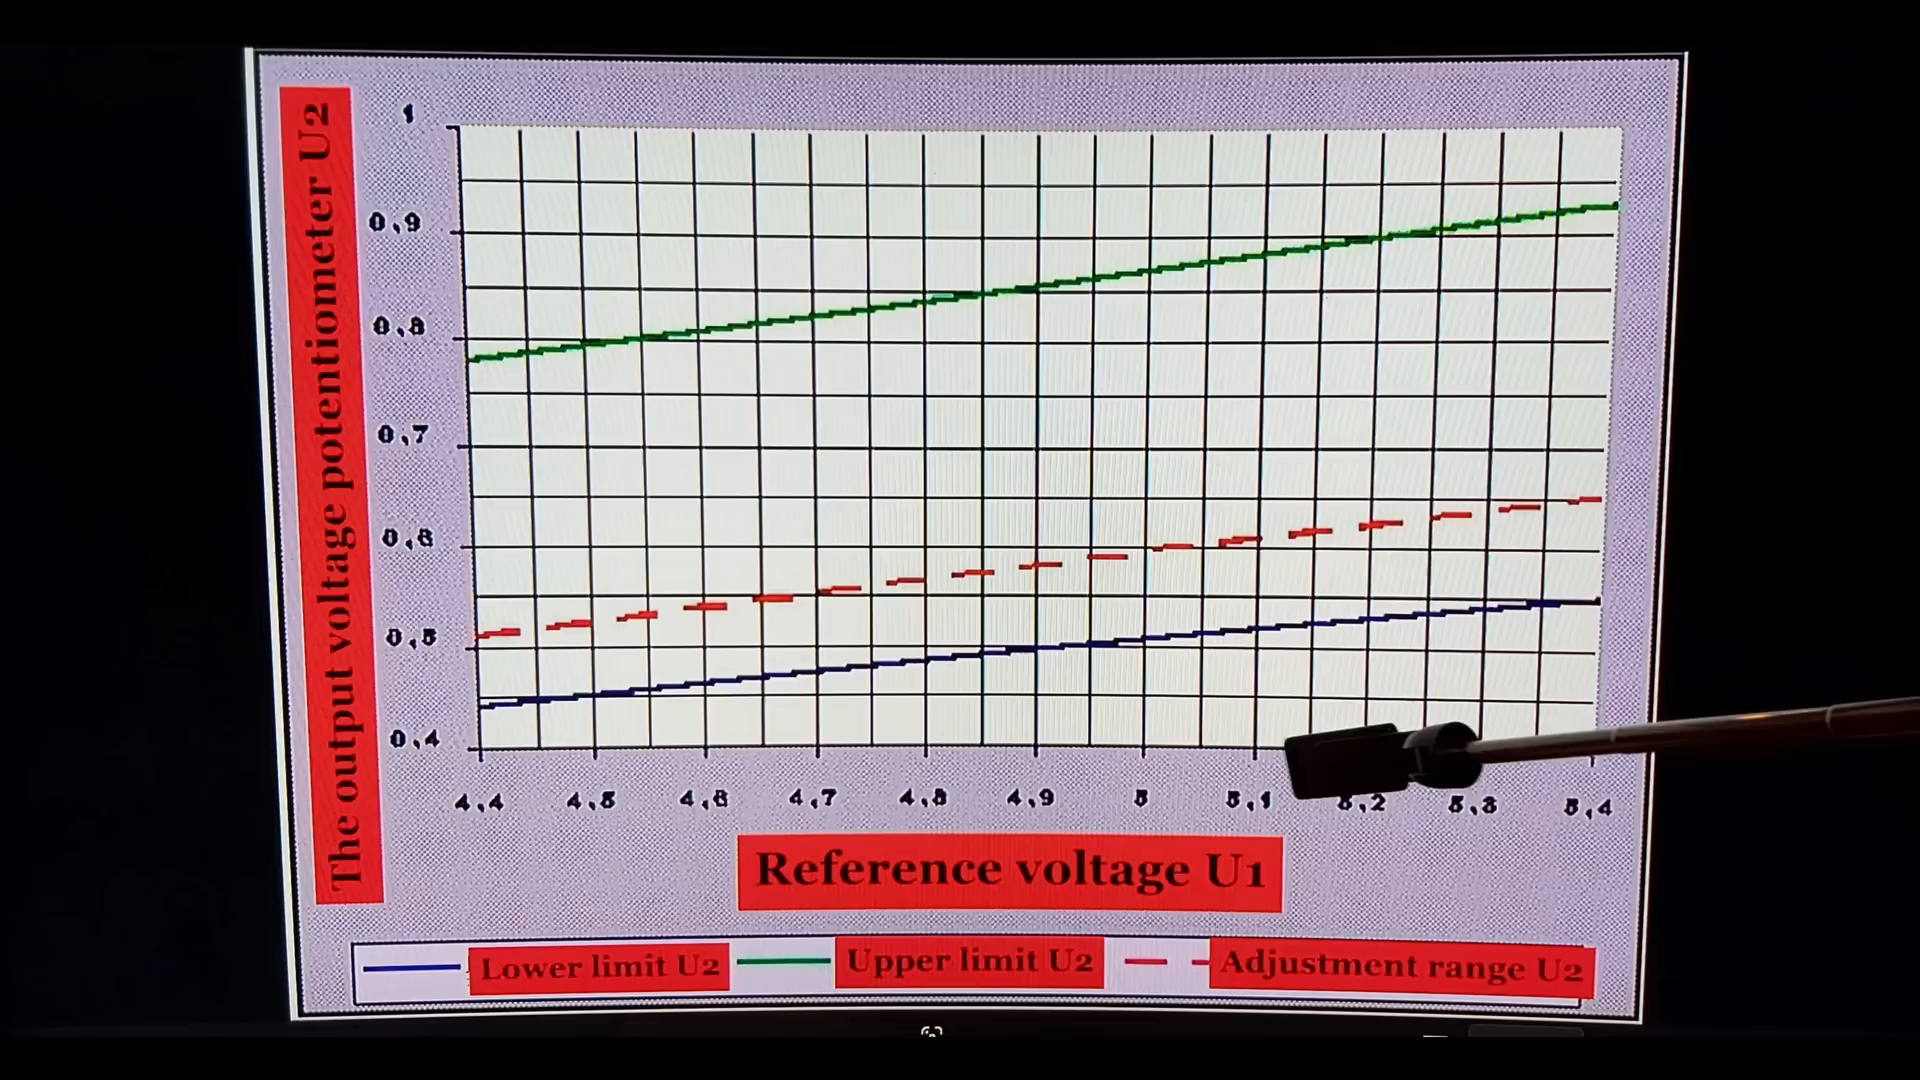 The output voltage potentiometer U2
1
0,9
0,8
0,7
0,6
0,5
0,4
4,4 4,5 4,6 4,7 4,8 4,9 5 5,1 5,2 5,3 5,4
Reference voltage U1
Lower limit U2 Upper limit U2 Adjustment range U2